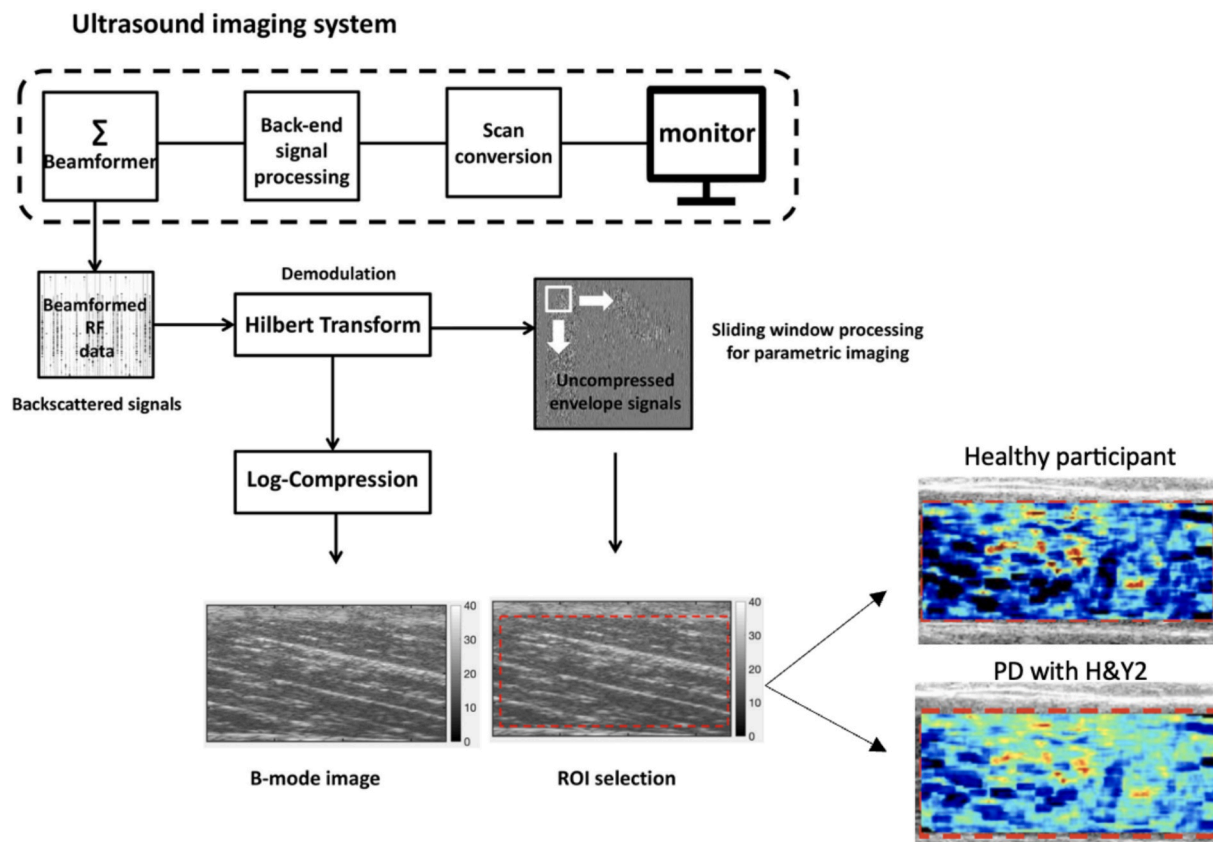 Ultrasound imaging system
Σ
Beamformer
Back-end
signal
processing
Scan
conversion
monitor
Beamformed
RF
data
Backscattered signals
Demodulation
Hilbert Transform
Uncompressed
envelope signals
Sliding window processing
for parametric imaging
Log-Compression
40
30
20
10
0
B-mode image
40
30
20
10
0
ROI selection
Healthy participant
PD with H&Y2